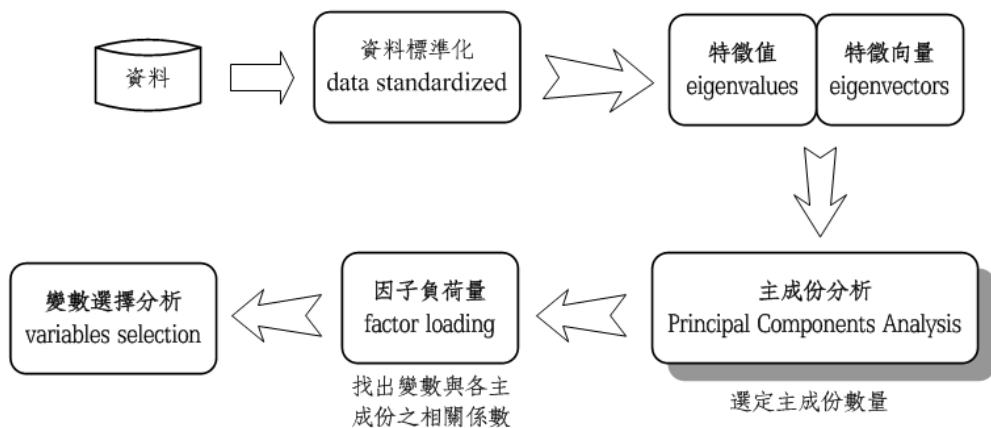 資料
資料標準化
data standardized
特徵值
eigenvalues
特徵向量
eigenvectors
主成份分析
Principal Components Analysis
選定主成份數量
因子負荷量
factor loading
找出變數與各主
成份之相關係數
變數選擇分析
variables selection